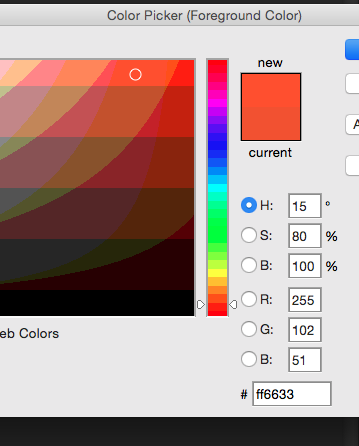 Color Picker (Foreground Color)
new
current
H: 15 °
S: 80 %
B: 100 %
R: 255
G: 102
B: 51
# ff6633
eb Colors
A